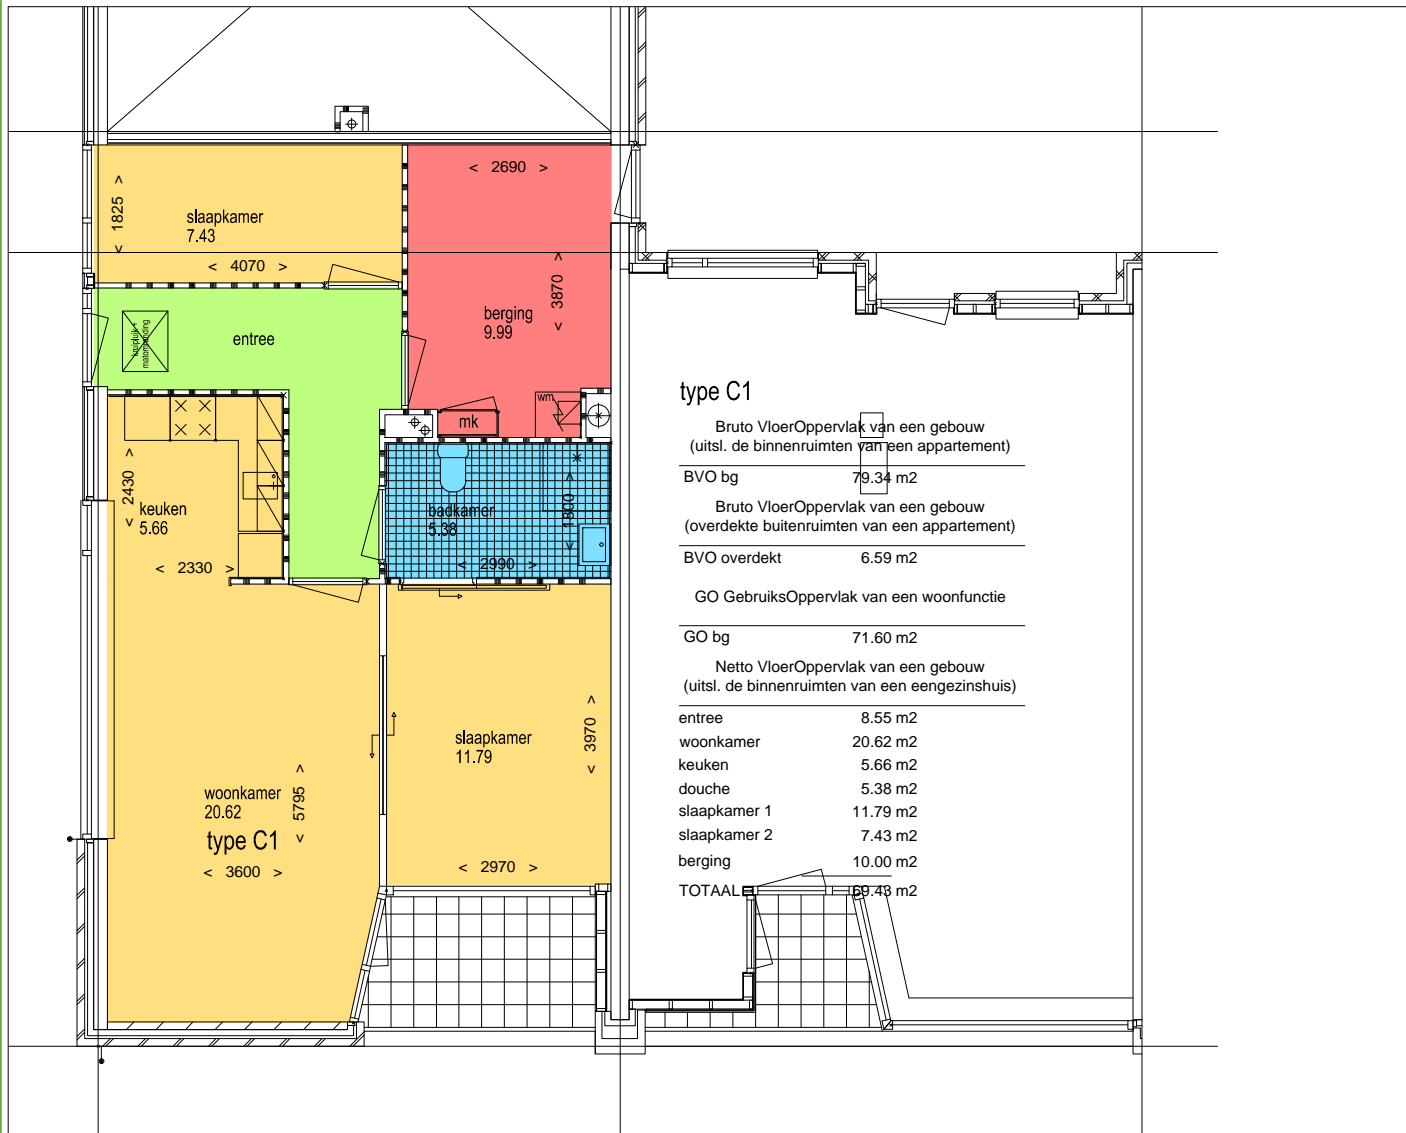 < 2690 >
< 1825 >
slaapkamer
7.43
< 4070 >
< 3870 >
berging
9.99
entree
kruipluik +
wm
mk
< 2430 >
keuken
5.66
< 2330 >
badkamer
5.38
< 1800 >
< 2990 >
slaapkamer
11.79
< 3970 >
woonkamer
20.62
< 5795 >
type C1
< 3600 >
< 2970 >
type C1
Bruto VloerOppervlak van een gebouw
(uitsl. de binnenruimten van een appartement)
BVO bg 79.34 m2
Bruto VloerOppervlak van een gebouw
(overdekte buitenruimten van een appartement)
BVO overdekt 6.59 m2
GO GebruiksOppervlak van een woonfunctie
GO bg 71.60 m2
Netto VloerOppervlak van een gebouw
(uitsl. de binnenruimten van een eengezinshuis)
entree 8.55 m2
woonkamer 20.62 m2
keuken 5.66 m2
douche 5.38 m2
slaapkamer 1 11.79 m2
slaapkamer 2 7.43 m2
berging 10.00 m2
TOTAAL 69.43 m2